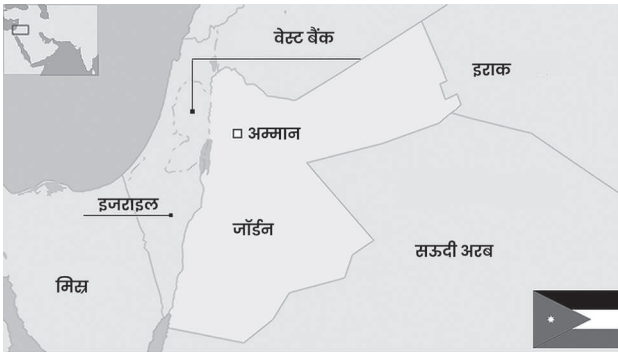 वेस्ट बैंक
इराक
अम्मान
इजराइल
जॉर्डन
सऊदी अरब
मिस्र